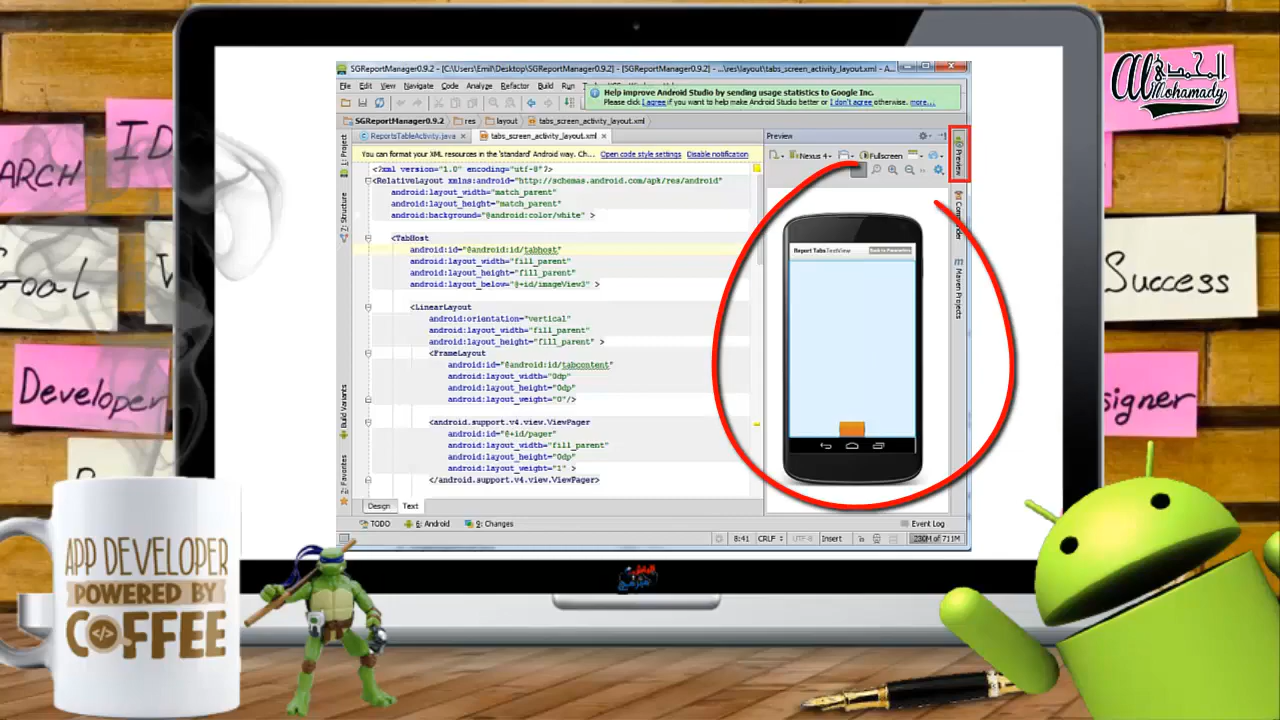 SGReportManager0.9.2 - [C:\Users\Emil\Desktop\SGReportManager0.9.2] - [SGReportManager0.9.2] - ...\res\layout\tabs_screen_activity_layout.xml - A...
File Edit View Navigate Code Analyze Refactor Build Run
Help improve Android Studio by sending usage statistics to Google Inc.
Please click I agree if you want to help make Android Studio better or I don't agree otherwise. more...
SGReportManager0.9.2 res layout tabs_screen_activity_layout.xml
ReportsTableActivity.java tabs_screen_activity_layout.xml
You can format your XML resources in the 'standard' Android way. Ch... Open code style settings Disable notification
<?xml version="1.0" encoding="utf-8"?>
<RelativeLayout xmlns:android="http://schemas.android.com/apk/res/android"
android:layout_width="match_parent"
android:layout_height="match_parent"
android:background="@android:color/white" >
<TabHost
android:id="@android:id/tabhost"
android:layout_width="fill_parent"
android:layout_height="fill_parent"
android:layout_below="@+id/imageView3" >
<LinearLayout
android:orientation="vertical"
android:layout_width="fill_parent"
android:layout_height="fill_parent" >
<FrameLayout
android:id="@android:id/tabcontent"
android:layout_width="0dp"
android:layout_height="0dp"
android:layout_weight="0"/>
<android.support.v4.view.ViewPager
android:id="@+id/pager"
android:layout_width="fill_parent"
android:layout_height="0dp"
android:layout_weight="1" >
</android.support.v4.view.ViewPager>
Design Text
TODO 6: Android 9: Changes
Event Log
8:41 CRLF UTF-8 Insert 230M of 711M
1: Project
7: Structure
Build Variants
2: Favorites
Preview
Nexus 4 Fullscreen
Report Tabs TextView
Preview
Commander
Maven Projects
المحمدي
Al Mohamady
ARCH
Goal
Developer
Success
signer
APP DEVELOPER
POWERED BY
COFFEE